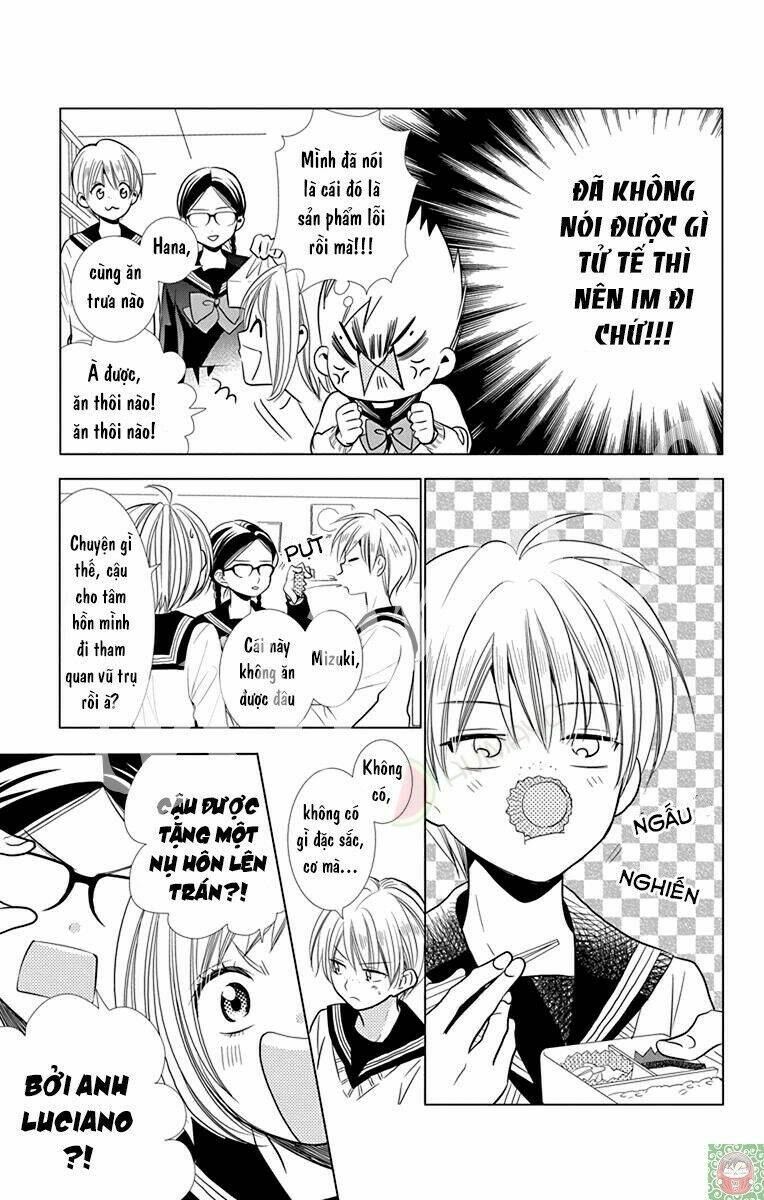 ĐÃ KHÔNG
NÓI ĐƯỢC GÌ
TỬ TẾ THÌ
NÊN IM ĐI
CHỨ!!!
Mình đã nói
là cái đó là
sản phẩm lỗi
rồi mà!!!
Hana,
cùng ăn
trưa nào
À được,
ăn thôi nào!
ăn thôi nào!
NGẤU
NGHIẾN
PỰT
Mizuki,
Cái này
không ăn
được đâu
Chuyện gì
thế, cậu
cho tâm
hồn mình
đi tham
quan vũ trụ
rồi à?
Không
có,
không có
gì đặc sắc,
cơ mà...
CẬU ĐƯỢC
TẶNG MỘT
NỤ HÔN LÊN
TRÁN?!
BỞI ANH
LUCIANO
?!